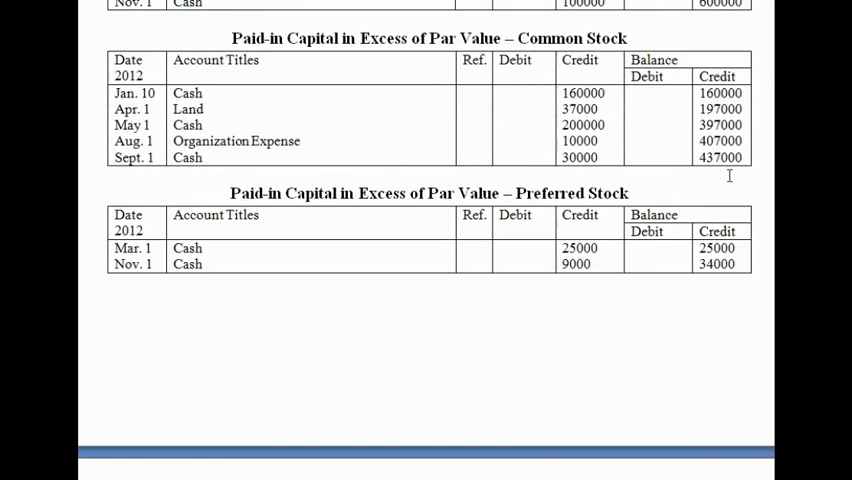 Nov. 1 Cash 100000 600000
Paid-in Capital in Excess of Par Value – Common Stock
Date Account Titles Ref. Debit Credit Balance
2012 Debit Credit
Jan. 10 Cash 160000 160000
Apr. 1 Land 37000 197000
May 1 Cash 200000 397000
Aug. 1 Organization Expense 10000 407000
Sept. 1 Cash 30000 437000
Paid-in Capital in Excess of Par Value – Preferred Stock
Date Account Titles Ref. Debit Credit Balance
2012 Debit Credit
Mar. 1 Cash 25000 25000
Nov. 1 Cash 9000 34000